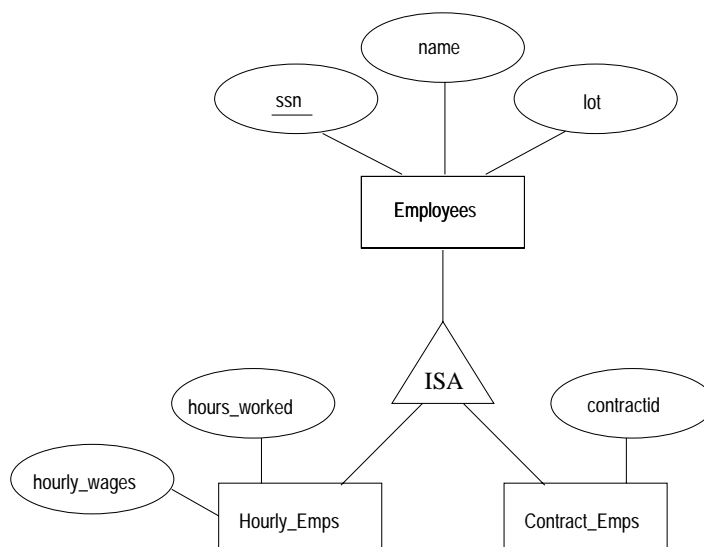 name
ssn
lot
Employees
ISA
hours_worked
contractid
hourly_wages
Hourly_Emps
Contract_Emps